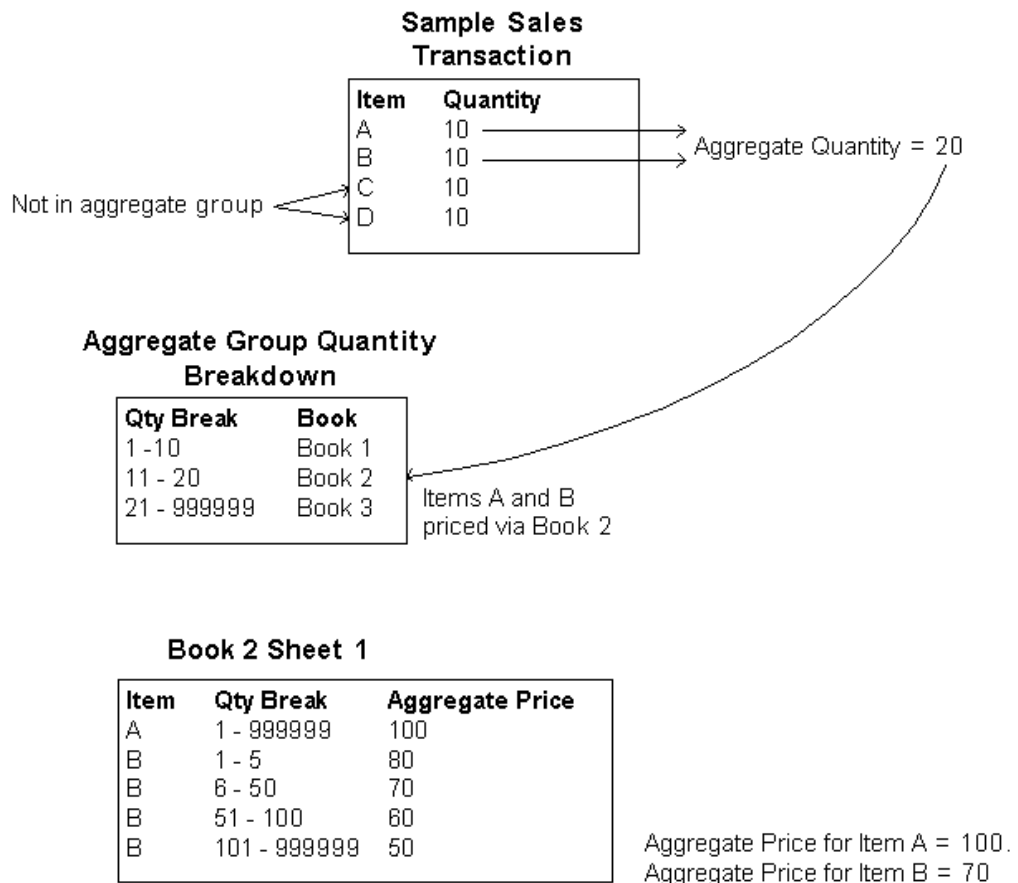 Sample Sales
Transaction
Item Quantity
A 10
B 10
C 10
D 10
Aggregate Quantity = 20
Not in aggregate group
Aggregate Group Quantity
Breakdown
Qty Break Book
1 -10 Book 1
11 - 20 Book 2
21 - 999999 Book 3
Items A and B
priced via Book 2
Book 2 Sheet 1
Item Qty Break Aggregate Price
A 1 - 999999 100
B 1 - 5 80
B 6 - 50 70
B 51 - 100 60
B 101 - 999999 50
Aggregate Price for Item A = 100.
Aggregate Price for Item B = 70